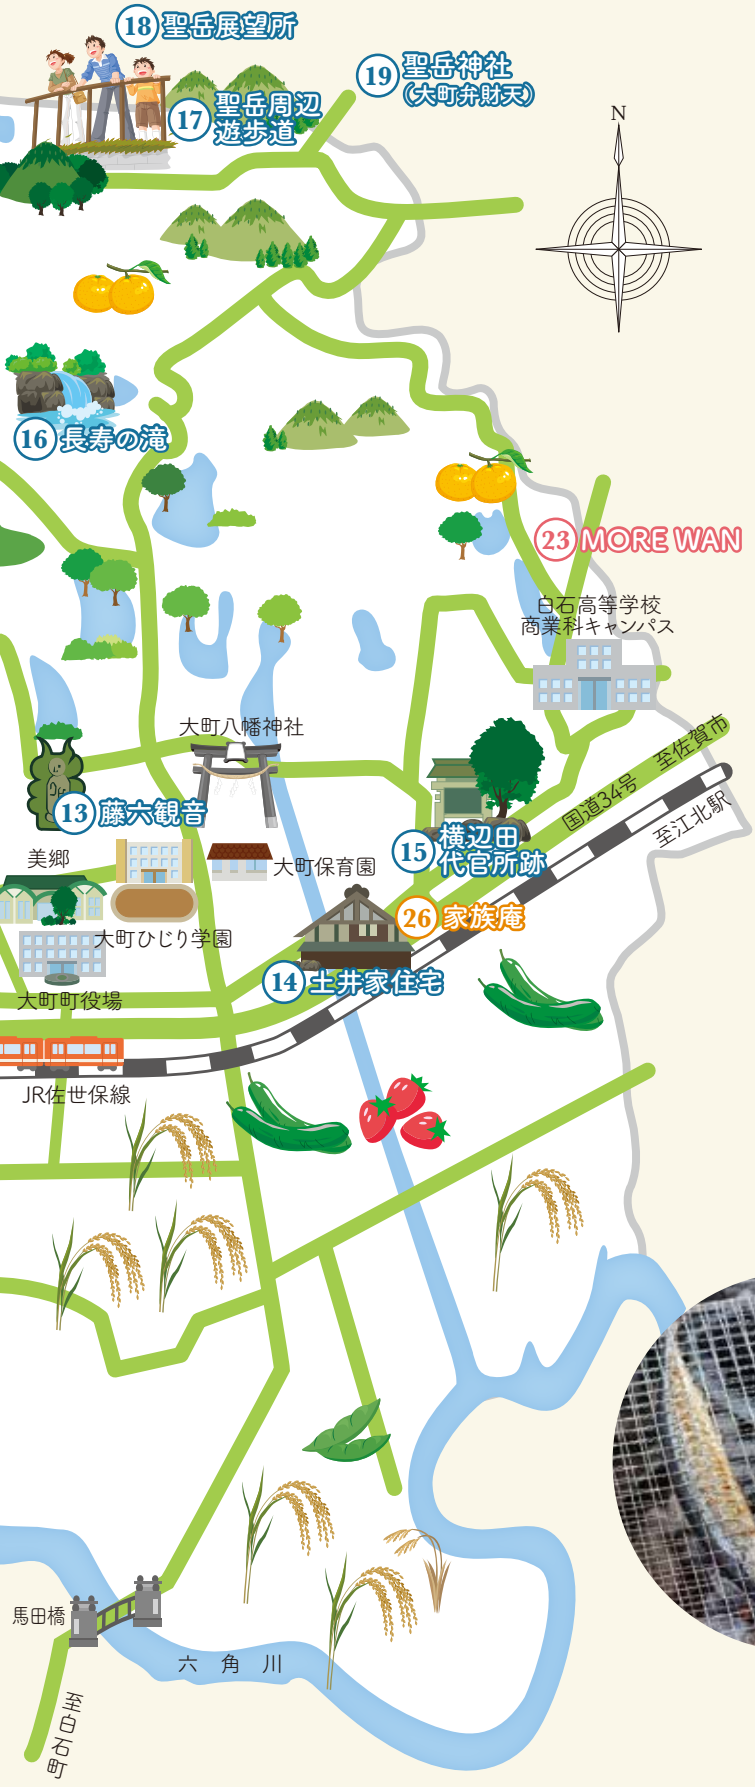 18 聖岳展望所
19 聖岳神社
（大町弁財天）
17 聖岳周辺
遊歩道
N
16 長寿の滝
23 MORE WAN
白石高等学校
商業科キャンパス
大町八幡神社
国道34号 至佐賀市
至江北駅
13 藤六観音
15 横辺田
代官所跡
美郷
大町保育園
26 家族庵
大町ひじり学園
14 土井家住宅
大町町役場
JR佐世保線
馬田橋
六角川
至白石町